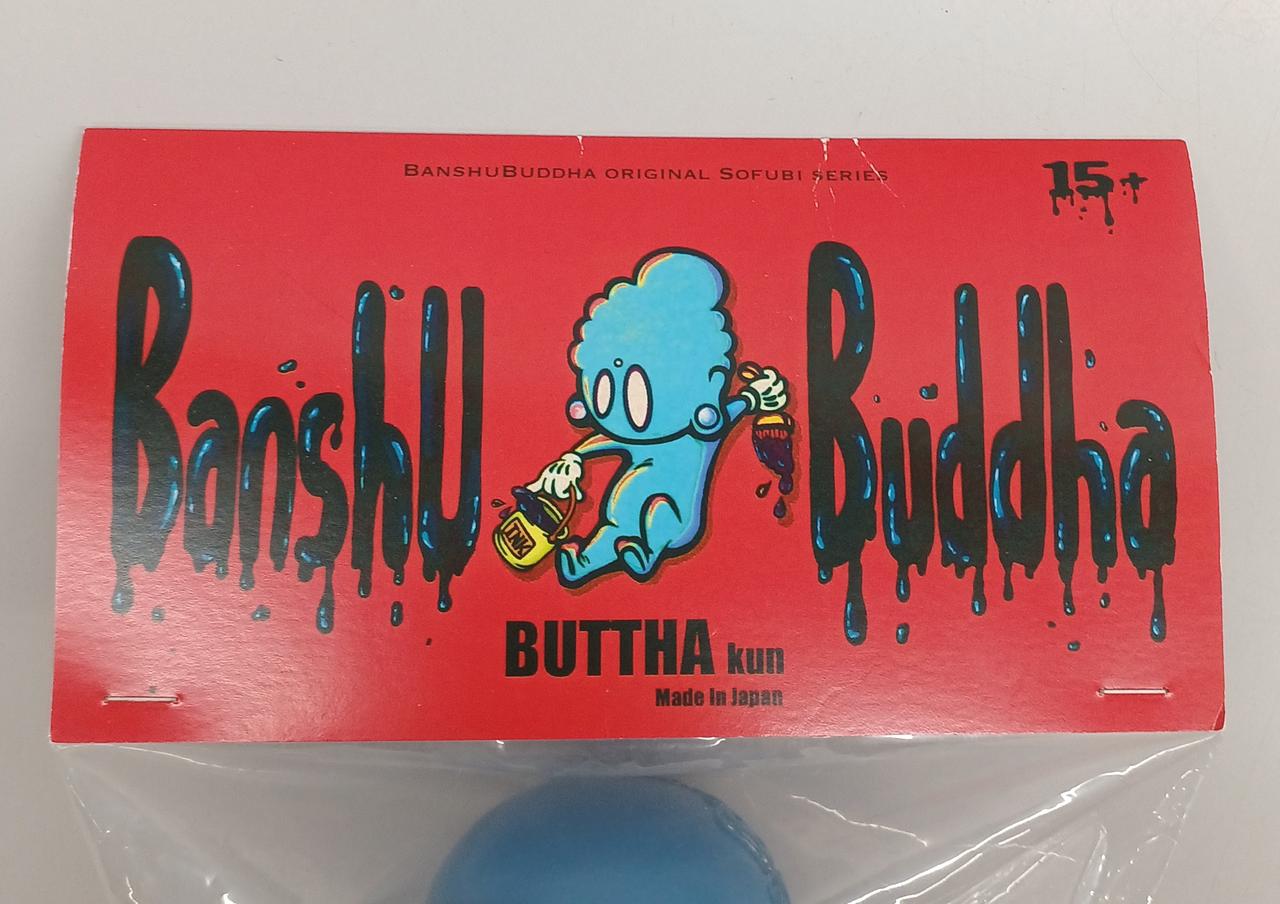 BanshuBuddha original Sofubi series
15+
BanshU Buddha
INK
BUTTHA kun
Made In Japan